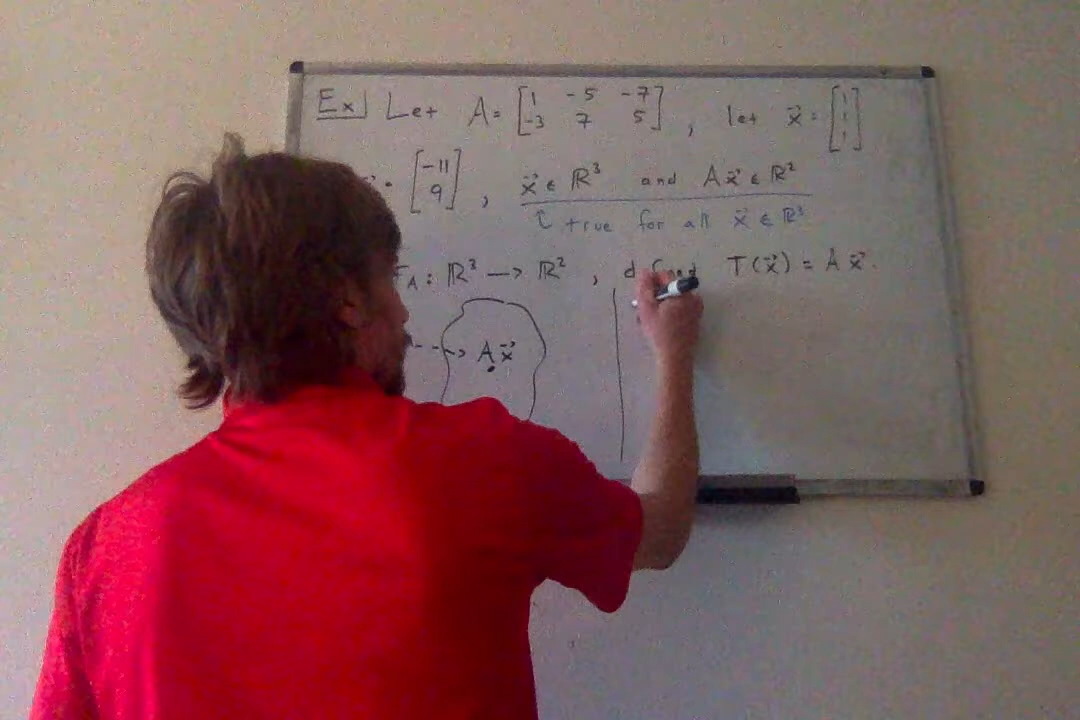 Ex] Let A = [1 -5 -7; -3 7 5], let x⃗ = [1; 1; 1]
= [-11; 9], x⃗ ∈ ℝ³ and Ax⃗ ∈ ℝ²
↑ true for all x⃗ ∈ ℝ³
A : ℝ³ → ℝ², T(x⃗) = Ax⃗.
Ax⃗